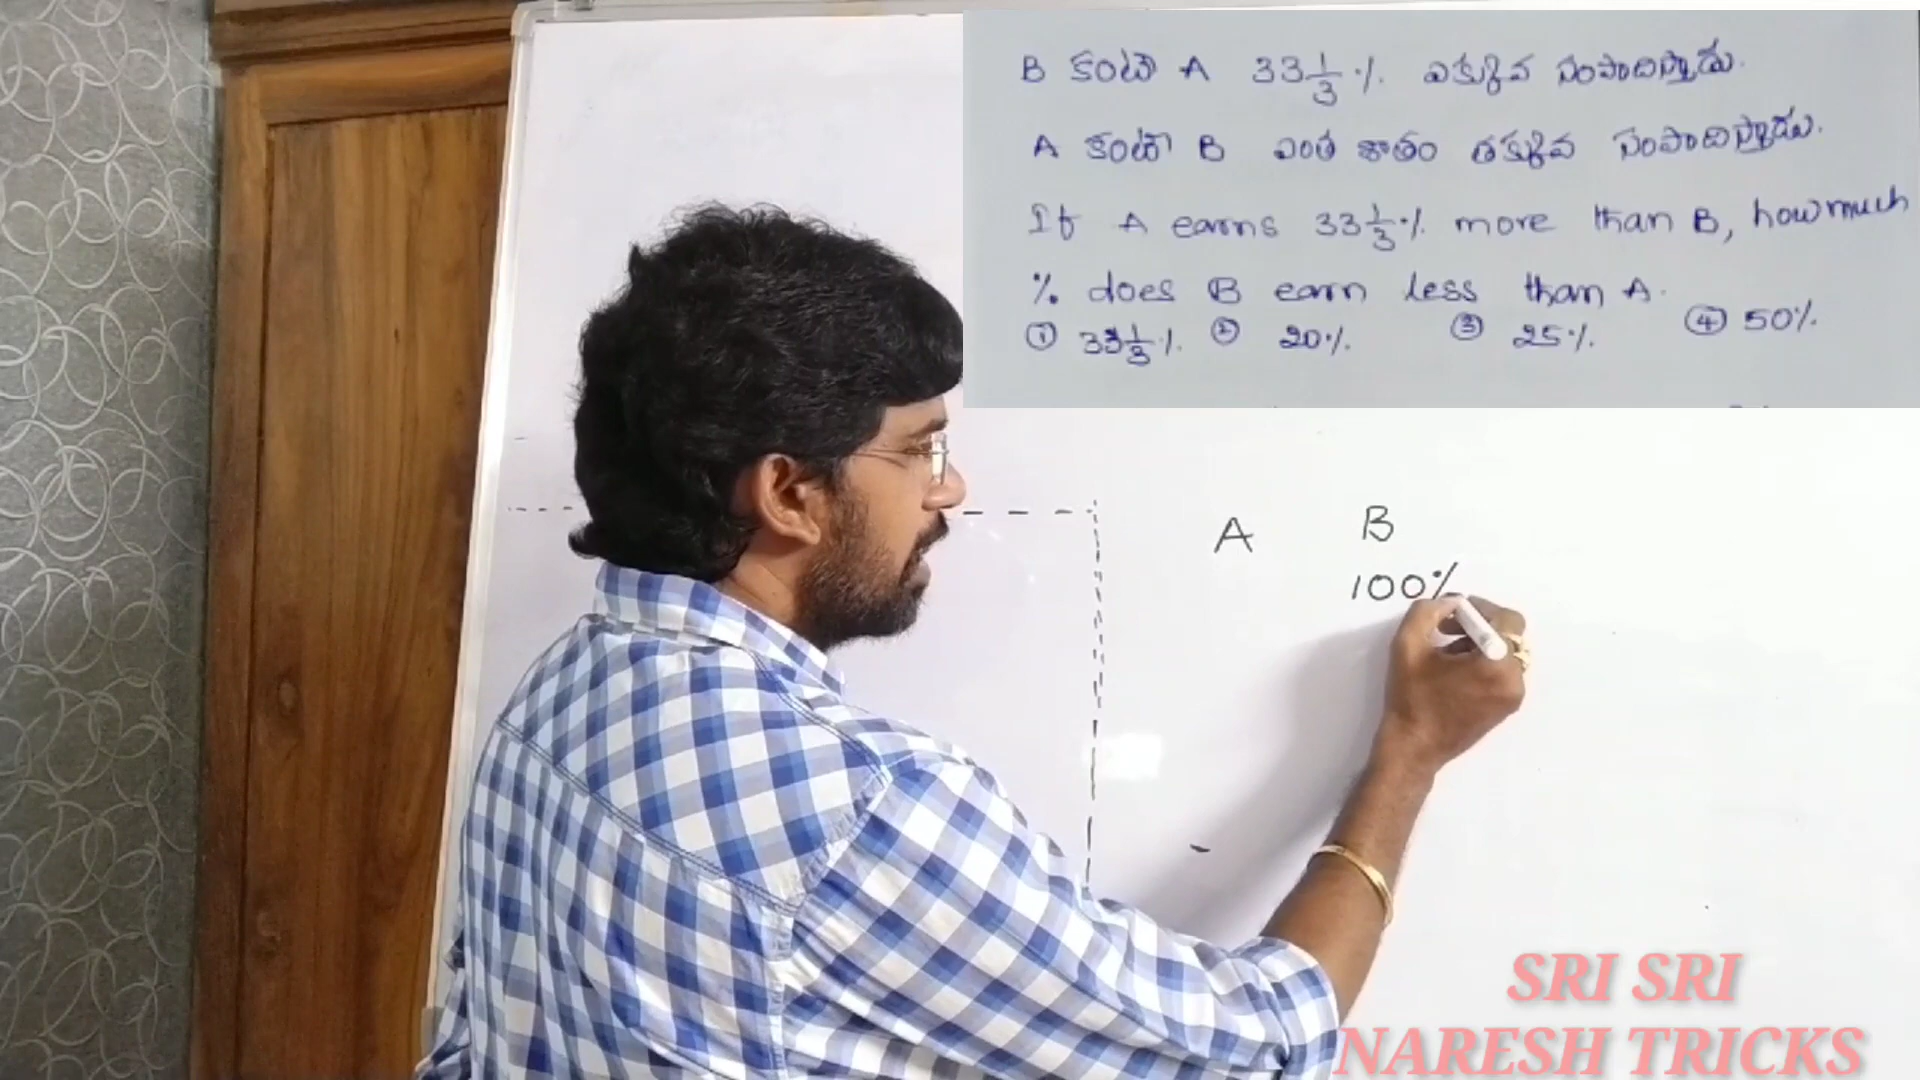 B కంటె A 33 1/3 % ఎక్కువ సంపాదిస్తాడు.
A కంటె B ఎంత శాతం తక్కువ సంపాదిస్తాడు.
If A earns 33 1/3 % more than B, how much
% does B earn less than A.
① 33 1/3 %. ② 20%. ③ 25%. ④ 50%.
A B
100%
SRI SRI
NARESH TRICKS